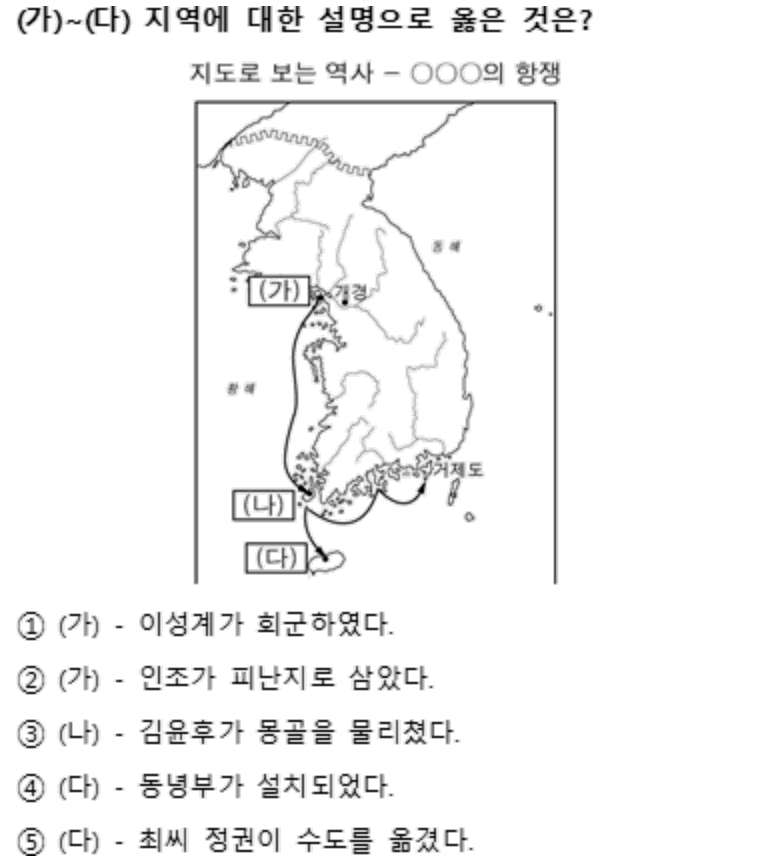 (가)~(다) 지역에 대한 설명으로 옳은 것은?
지도로 보는 역사 – ○○○의 항쟁
동 해
(가)
개경
황 해
거제도
(나)
(다)
① (가) - 이성계가 회군하였다.
② (가) - 인조가 피난지로 삼았다.
③ (나) - 김윤후가 몽골을 물리쳤다.
④ (다) - 동녕부가 설치되었다.
⑤ (다) - 최씨 정권이 수도를 옮겼다.